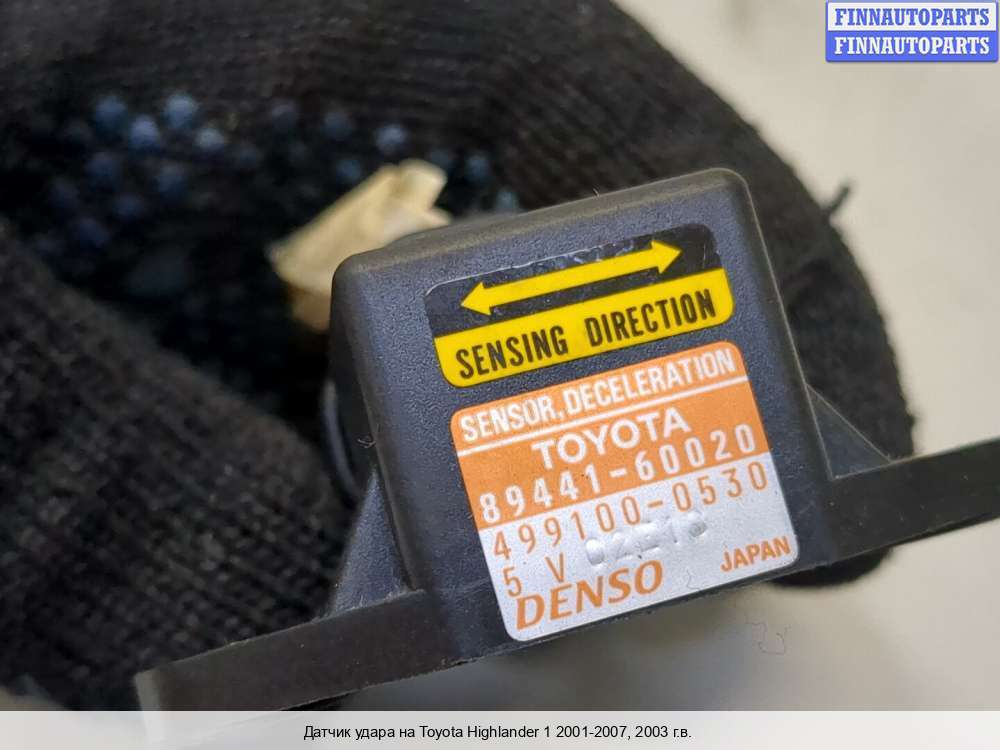 FINNAUTOPARTS
FINNAUTOPARTS
SENSING DIRECTION
SENSOR, DECELERATION
TOYOTA
89441-60020
499100-0530
5 V
DENSO JAPAN
Датчик удара на Toyota Highlander 1 2001-2007, 2003 г.в.